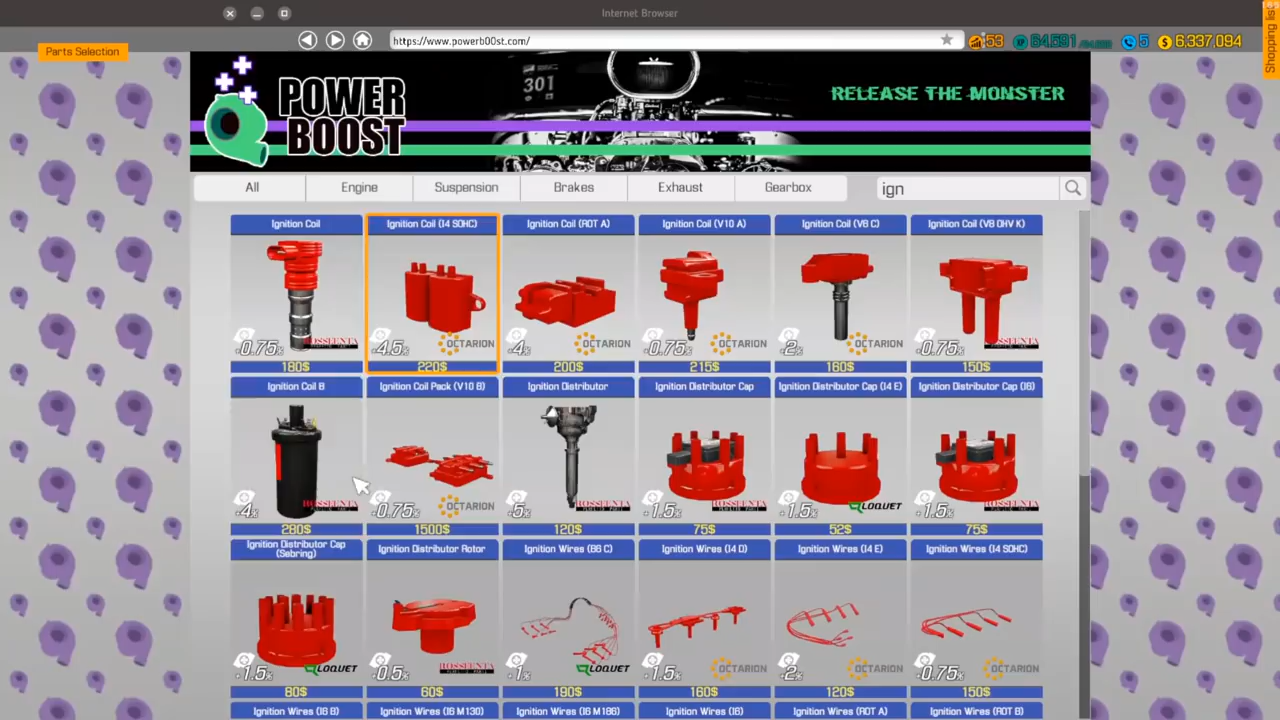 Internet Browser
Shopping list
Parts Selection
https://www.powerb00st.com/
53
5
6,337,094
POWER
BOOST
301
RELEASE THE MONSTER
All
Engine
Suspension
Brakes
Exhaust
Gearbox
ign
Ignition Coil
Ignition Coil (I4 SOHC)
Ignition Coil (ROT A)
Ignition Coil (V10 A)
Ignition Coil (V6 C)
Ignition Coil (V8 OHV K)
+0.75%
+4.5%
OCTARION
+4%
OCTARION
+0.75%
OCTARION
+2%
OCTARION
+0.75%
180$
220$
200$
215$
160$
150$
Ignition Coil B
Ignition Coil Pack (V10 B)
Ignition Distributor
Ignition Distributor Cap
Ignition Distributor Cap (I4 E)
Ignition Distributor Cap (I6)
+4%
+0.75%
OCTARION
+5%
+1.5%
+1.5%
LOQUET
+1.5%
280$
1500$
120$
75$
52$
75$
Ignition Distributor Cap
(Sebring)
Ignition Distributor Rotor
Ignition Wires (B6 C)
Ignition Wires (I4 D)
Ignition Wires (I4 E)
Ignition Wires (I4 SOHC)
+1.5%
LOQUET
+0.5%
+1%
LOQUET
+1.5%
OCTARION
+2%
OCTARION
+0.75%
OCTARION
80$
60$
190$
160$
120$
150$
Ignition Wires (I6 B)
Ignition Wires (I6 M130)
Ignition Wires (I6 M186)
Ignition Wires (I6)
Ignition Wires (ROT A)
Ignition Wires (ROT B)